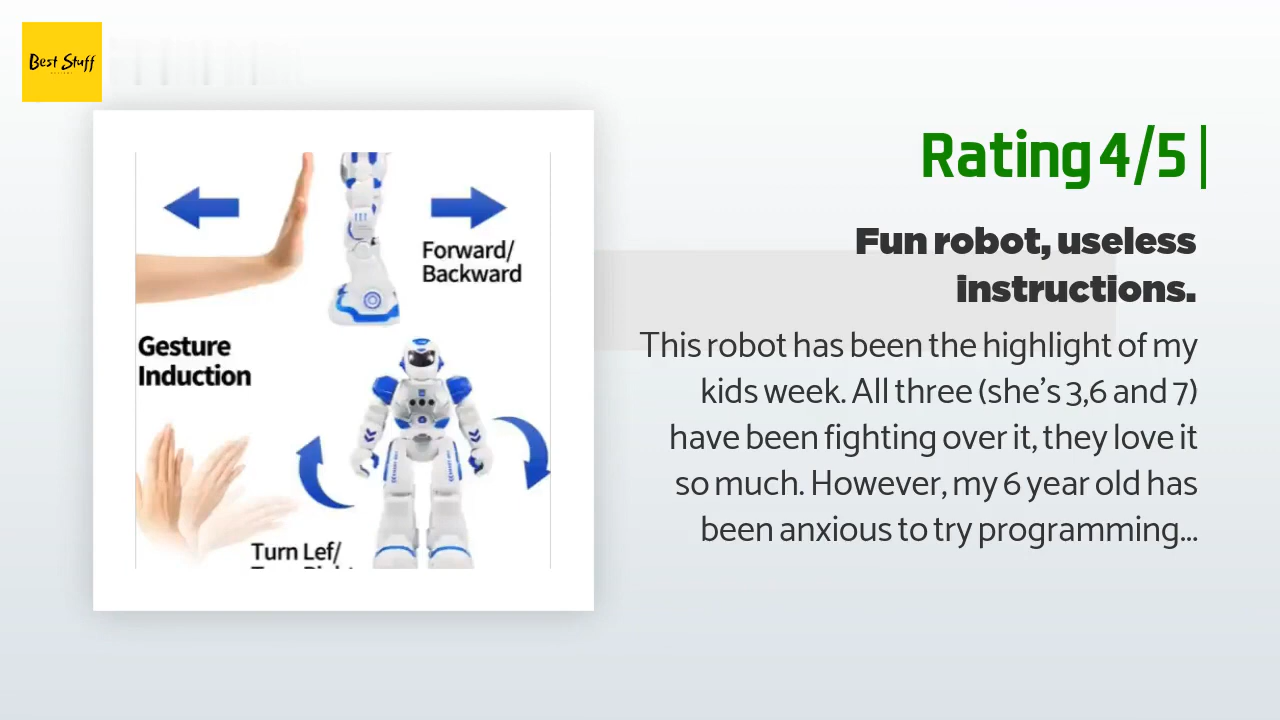 Best Stuff
Rating 4/5 |
Fun robot, useless
instructions.
This robot has been the highlight of my
kids week. All three (she's 3,6 and 7)
have been fighting over it, they love it
so much. However, my 6 year old has
been anxious to try programming...
Forward/
Backward
Gesture
Induction
Turn Lef/